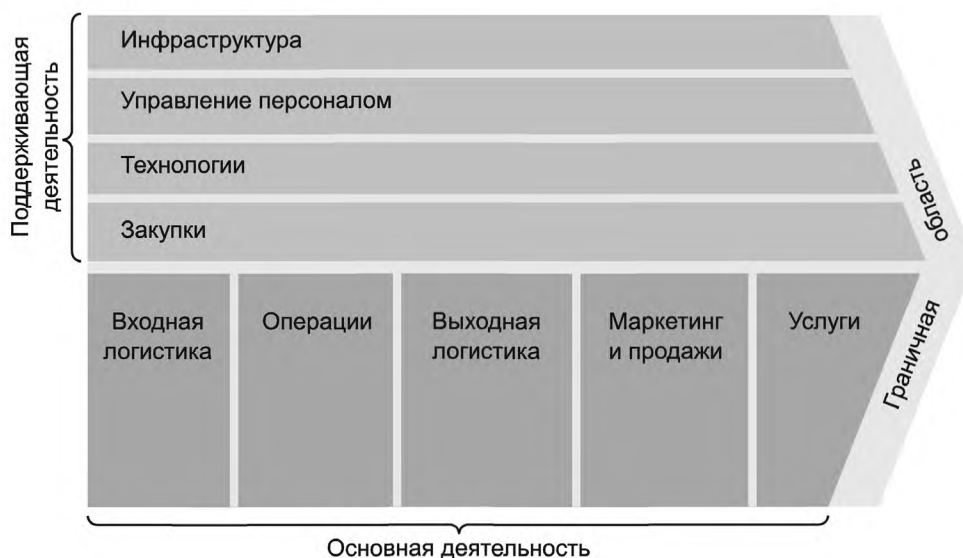 Поддерживающая
деятельность
Инфраструктура
Управление персоналом
Технологии
Закупки
Входная
логистика
Операции
Выходная
логистика
Маркетинг
и продажи
Услуги
Граничная
область
Основная деятельность